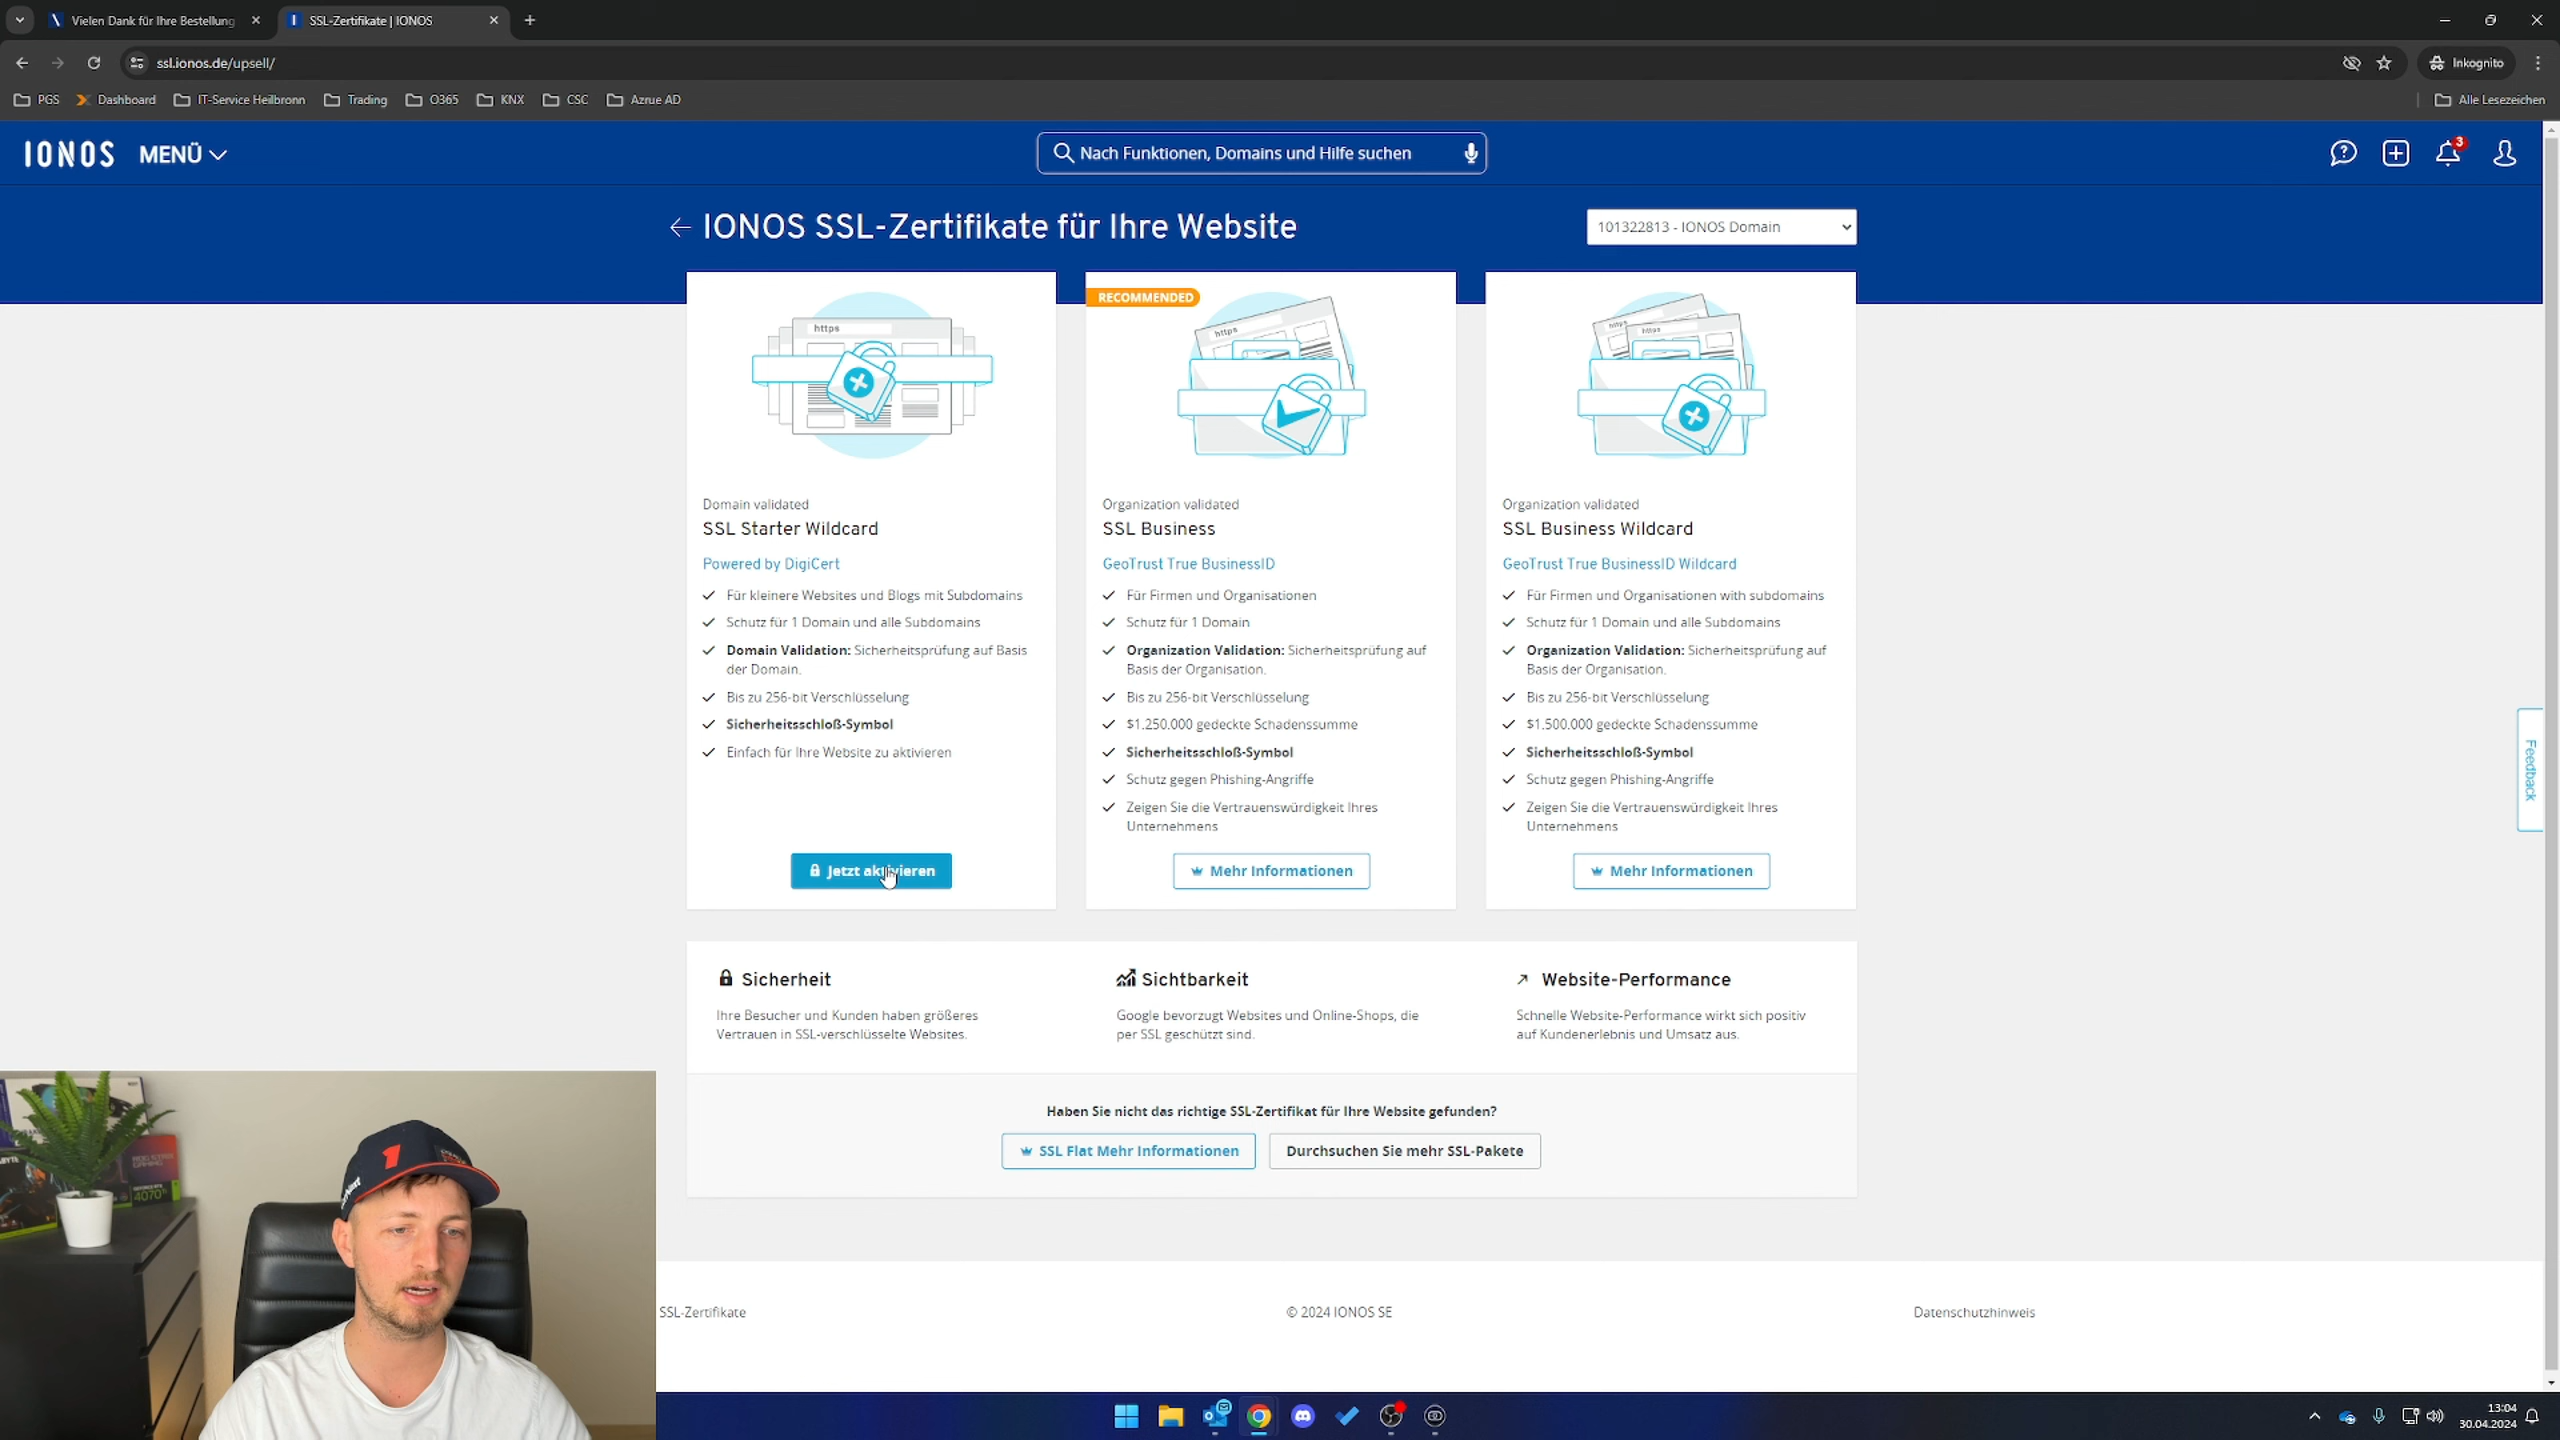 Vielen Dank für Ihre Bestellung
SSL-Zertifikate | IONOS
ssl.ionos.de/upsell/
Inkognito
PGS
Dashboard
IT-Service Heilbronn
Trading
O365
KNX
CSC
Azrue AD
Alle Lesezeichen
IONOS
MENÜ
Nach Funktionen, Domains und Hilfe suchen
3
IONOS SSL-Zertifikate für Ihre Website
101322813 - IONOS Domain
https
Domain validated
SSL Starter Wildcard
Powered by DigiCert
Für kleinere Websites und Blogs mit Subdomains
Schutz für 1 Domain und alle Subdomains
Domain Validation: Sicherheitsprüfung auf Basis
der Domain.
Bis zu 256-bit Verschlüsselung
Sicherheitsschloß-Symbol
Einfach für Ihre Website zu aktivieren
Jetzt aktivieren
RECOMMENDED
https
Organization validated
SSL Business
GeoTrust True BusinessID
Für Firmen und Organisationen
Schutz für 1 Domain
Organization Validation: Sicherheitsprüfung auf
Basis der Organisation.
Bis zu 256-bit Verschlüsselung
$1.250.000 gedeckte Schadenssumme
Sicherheitsschloß-Symbol
Schutz gegen Phishing-Angriffe
Zeigen Sie die Vertrauenswürdigkeit Ihres
Unternehmens
Mehr Informationen
https
https
Organization validated
SSL Business Wildcard
GeoTrust True BusinessID Wildcard
Für Firmen und Organisationen with subdomains
Schutz für 1 Domain und alle Subdomains
Organization Validation: Sicherheitsprüfung auf
Basis der Organisation.
Bis zu 256-bit Verschlüsselung
$1.500.000 gedeckte Schadenssumme
Sicherheitsschloß-Symbol
Schutz gegen Phishing-Angriffe
Zeigen Sie die Vertrauenswürdigkeit Ihres
Unternehmens
Mehr Informationen
Feedback
Sicherheit
Ihre Besucher und Kunden haben größeres
Vertrauen in SSL-verschlüsselte Websites.
Sichtbarkeit
Google bevorzugt Websites und Online-Shops, die
per SSL geschützt sind.
Website-Performance
Schnelle Website-Performance wirkt sich positiv
auf Kundenerlebnis und Umsatz aus.
Haben Sie nicht das richtige SSL-Zertifikat für Ihre Website gefunden?
SSL Flat Mehr Informationen
Durchsuchen Sie mehr SSL-Pakete
4070
1
SSL-Zertifikate
© 2024 IONOS SE
Datenschutzhinweis
13:04
30.04.2024